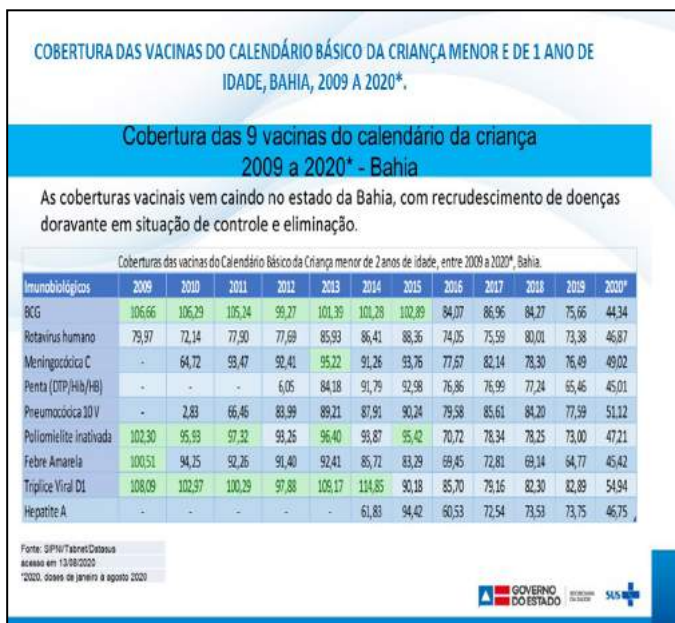 COBERTURA DAS VACINAS DO CALENDÁRIO BÁSICO DA CRIANÇA MENOR E DE 1 ANO DE
IDADE, BAHIA, 2009 A 2020*.
Cobertura das 9 vacinas do calendário da criança
2009 a 2020* - Bahia
As coberturas vacinais vem caindo no estado da Bahia, com recrudescimento de doenças
doravante em situação de controle e eliminação.
Coberturas das vacinas do Calendário Básico da Criança menor de 2 anos de idade, entre 2009 a 2020*, Bahia.
Imunobiológicos 2009 2010 2011 2012 2013 2014 2015 2016 2017 2018 2019 2020*
BCG 106,66 106,29 105,24 99,27 101,39 101,28 102,89 84,07 86,96 84,27 75,66 44,34
Rotavírus humano 79,97 72,14 77,90 77,69 85,93 86,41 88,36 74,05 75,59 80,01 73,38 46,87
Meningocócica C - 64,72 93,47 92,41 95,22 91,26 93,76 77,67 82,14 78,30 76,49 49,02
Penta (DTP/Hib/HB) - - - 6,05 84,18 91,79 92,98 76,86 76,99 77,24 65,46 45,01
Pneumocócica 10 V - 2,83 66,46 83,99 89,21 87,91 90,24 79,58 85,61 84,20 77,59 51,12
Poliomielite inativada 102,30 95,93 97,32 93,26 96,40 93,87 95,42 70,72 78,34 78,25 73,00 47,21
Febre Amarela 100,51 94,25 92,26 91,40 92,41 85,72 83,29 69,45 72,81 69,14 64,77 45,42
Tríplice Viral D1 108,09 102,97 100,29 97,88 109,17 114,85 90,18 85,70 79,16 82,30 82,89 54,94
Hepatite A - - - - - 61,83 94,42 60,53 72,54 73,53 73,75 46,75
Fonte: SIPNI/Tabnet/Datasus
acesso em 13/08/2020
*2020, doses de janeiro a agosto 2020
GOVERNO
DO ESTADO
SECRETARIA
DA SAÚDE
SUS